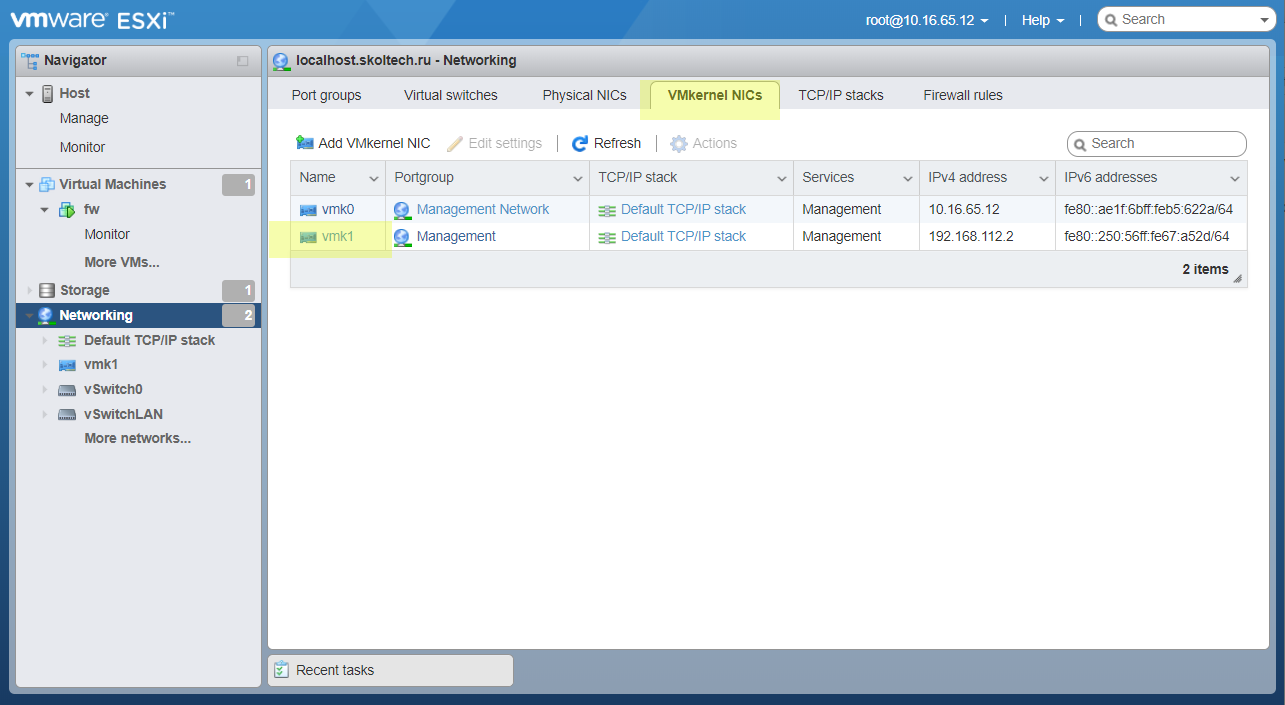 vmware® ESXi™
root@10.16.65.12 | Help | Search
Navigator
Host
Manage
Monitor
Virtual Machines 1
fw
Monitor
More VMs...
Storage 1
Networking 2
Default TCP/IP stack
vmk1
vSwitch0
vSwitchLAN
More networks...
localhost.skoltech.ru - Networking
Port groups Virtual switches Physical NICs VMkernel NICs TCP/IP stacks Firewall rules
Add VMkernel NIC Edit settings | Refresh | Actions Search
Name Portgroup TCP/IP stack Services IPv4 address IPv6 addresses
vmk0 Management Network Default TCP/IP stack Management 10.16.65.12 fe80::ae1f:6bff:feb5:622a/64
vmk1 Management Default TCP/IP stack Management 192.168.112.2 fe80::250:56ff:fe67:a52d/64
2 items
Recent tasks